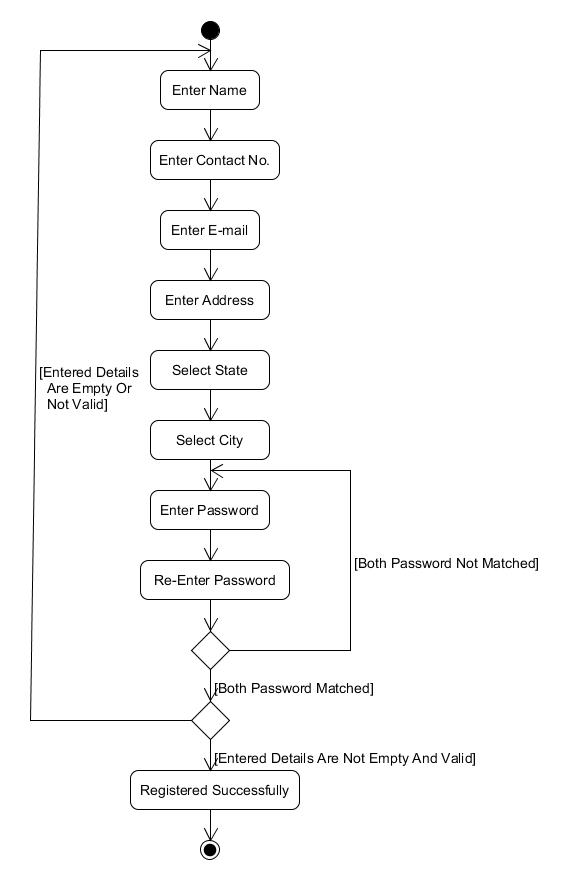 Enter Name
Enter Contact No.
Enter E-mail
Enter Address
Select State
[Entered Details
Are Empty Or
Not Valid]
Select City
Enter Password
[Both Password Not Matched]
Re-Enter Password
[Both Password Matched]
[Entered Details Are Not Empty And Valid]
Registered Successfully